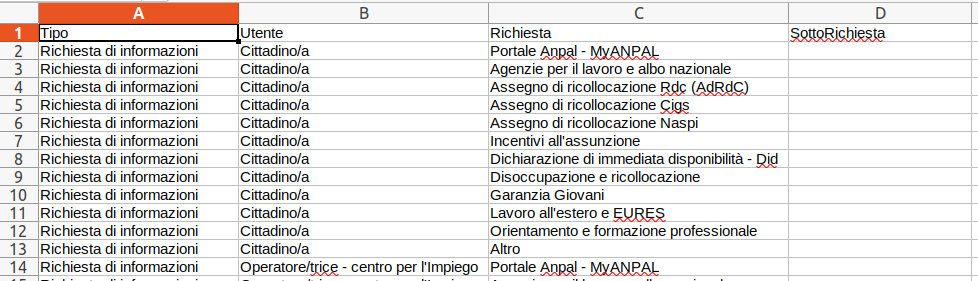 A B C D
1 Tipo Utente Richiesta SottoRichiesta
2 Richiesta di informazioni Cittadino/a Portale Anpal - MyANPAL
3 Richiesta di informazioni Cittadino/a Agenzie per il lavoro e albo nazionale
4 Richiesta di informazioni Cittadino/a Assegno di ricollocazione Rdc (AdRdC)
5 Richiesta di informazioni Cittadino/a Assegno di ricollocazione Cigs
6 Richiesta di informazioni Cittadino/a Assegno di ricollocazione Naspi
7 Richiesta di informazioni Cittadino/a Incentivi all'assunzione
8 Richiesta di informazioni Cittadino/a Dichiarazione di immediata disponibilità - Did
9 Richiesta di informazioni Cittadino/a Disoccupazione e ricollocazione
10 Richiesta di informazioni Cittadino/a Garanzia Giovani
11 Richiesta di informazioni Cittadino/a Lavoro all'estero e EURES
12 Richiesta di informazioni Cittadino/a Orientamento e formazione professionale
13 Richiesta di informazioni Cittadino/a Altro
14 Richiesta di informazioni Operatore/trice - centro per l'Impiego Portale Anpal - MyANPAL